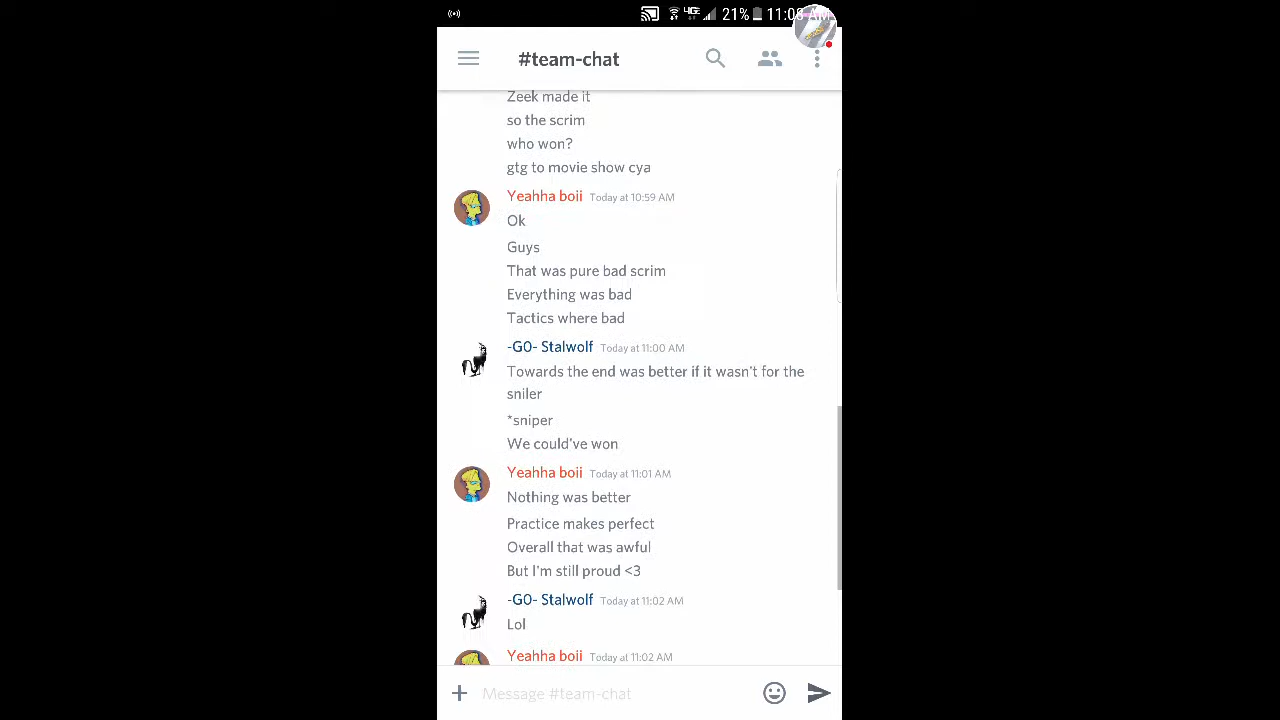 4G
21%
#team-chat
Zeek made it
so the scrim
who won?
gtg to movie show cya
Yeahha boii Today at 10:59 AM
Ok
Guys
That was pure bad scrim
Everything was bad
Tactics where bad
-G0- Stalwolf Today at 11:00 AM
Towards the end was better if it wasn't for the
sniler
*sniper
We could've won
Yeahha boii Today at 11:01 AM
Nothing was better
Practice makes perfect
Overall that was awful
But I'm still proud <3
-G0- Stalwolf Today at 11:02 AM
Lol
Yeahha boii Today at 11:02 AM
Message #team-chat